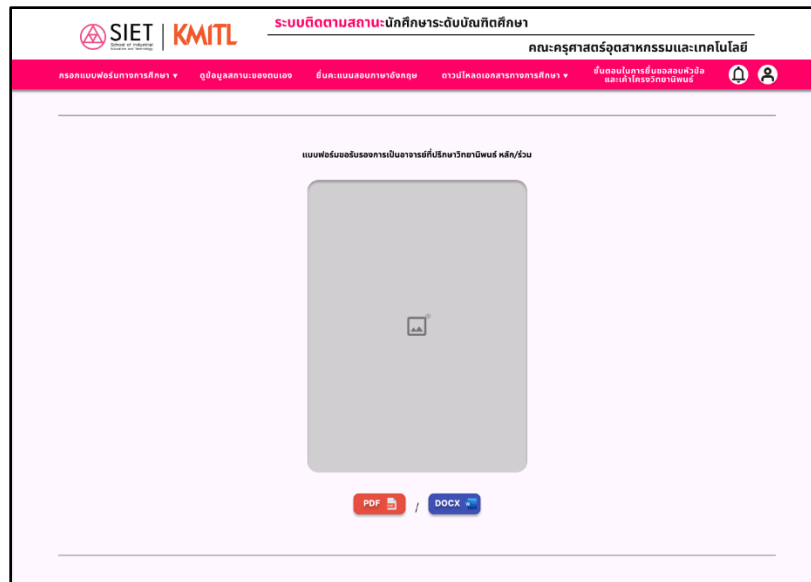 SIET
School of Industrial
Education and Technology
KMITL
ระบบติดตามสถานะนักศึกษาระดับบัณฑิตศึกษา
คณะครุศาสตร์อุตสาหกรรมและเทคโนโลยี
กรอกแบบฟอร์มทางการศึกษา ▾
ดูข้อมูลสถานะของตนเอง
ยื่นคะแนนสอบภาษาอังกฤษ
ดาวน์โหลดเอกสารทางการศึกษา ▾
ขั้นตอนในการยื่นขอสอบหัวข้อ
และเค้าโครงวิทยานิพนธ์
แบบฟอร์มขอรับรองการเป็นอาจารย์ที่ปรึกษาวิทยานิพนธ์ หลัก/ร่วม
PDF / DOCX